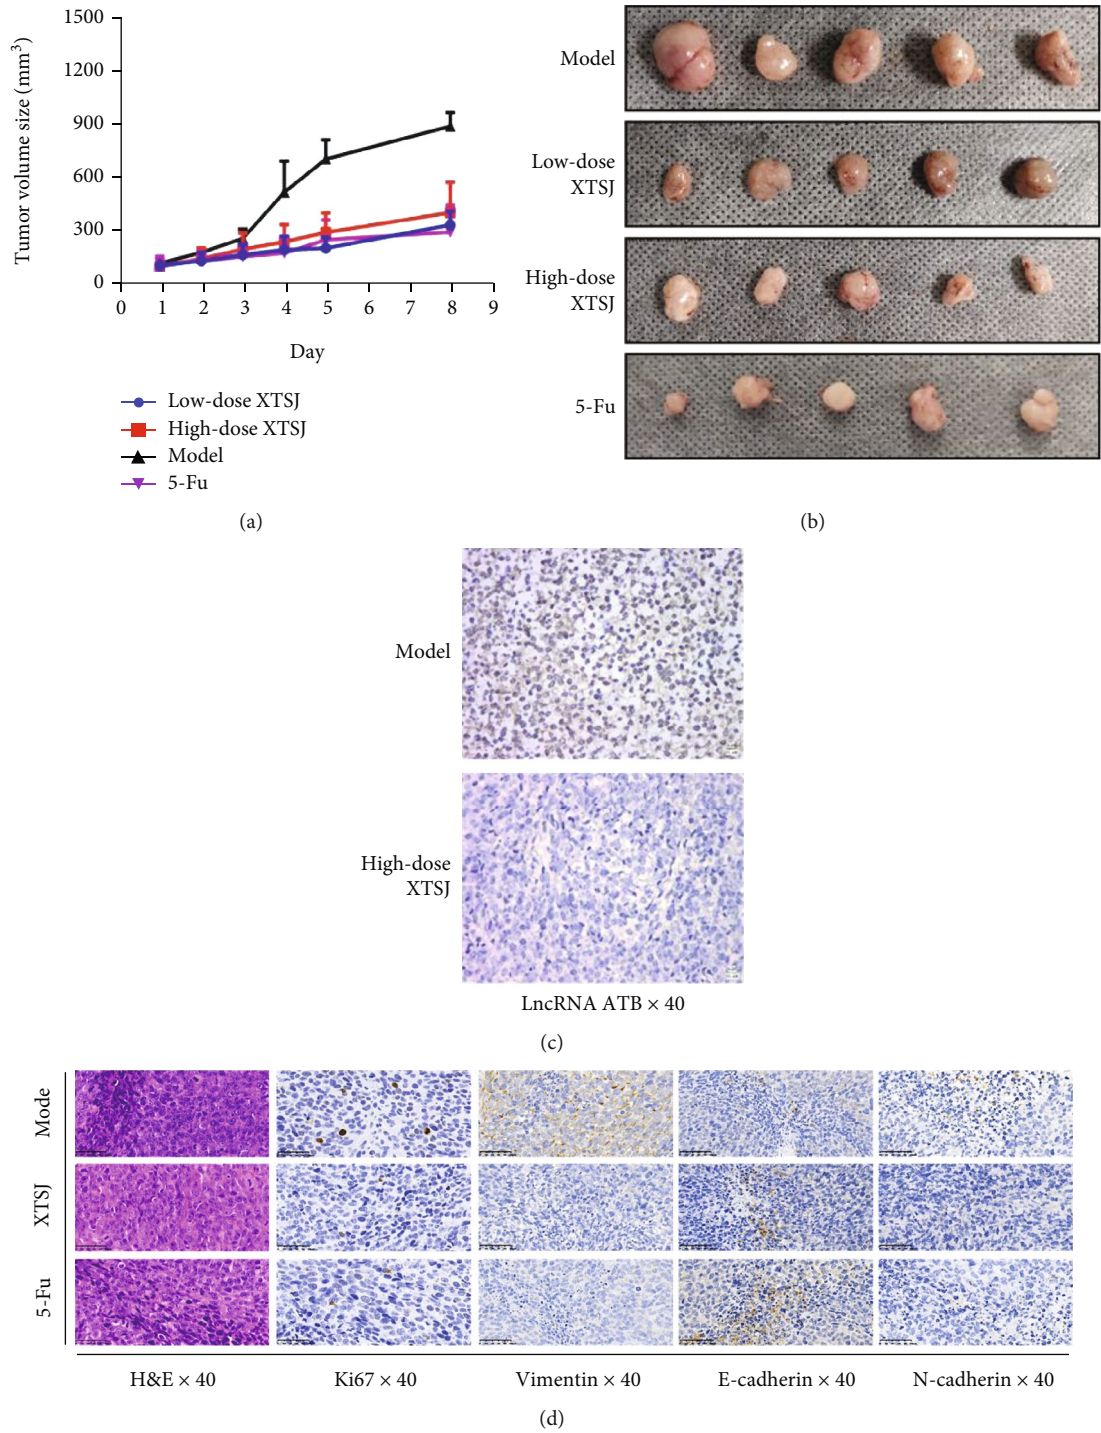 1500
1200
900
600
300
0
Tumor volume size (mm³)
0 1 2 3 4 5 6 7 8 9
Day
Low-dose XTSJ
High-dose XTSJ
Model
5-Fu
(a)
Model
Low-dose
XTSJ
High-dose
XTSJ
5-Fu
(b)
Model
High-dose
XTSJ
LncRNA ATB × 40
(c)
Mode
XTSJ
5-Fu
H&E × 40 Ki67 × 40 Vimentin × 40 E-cadherin × 40 N-cadherin × 40
(d)